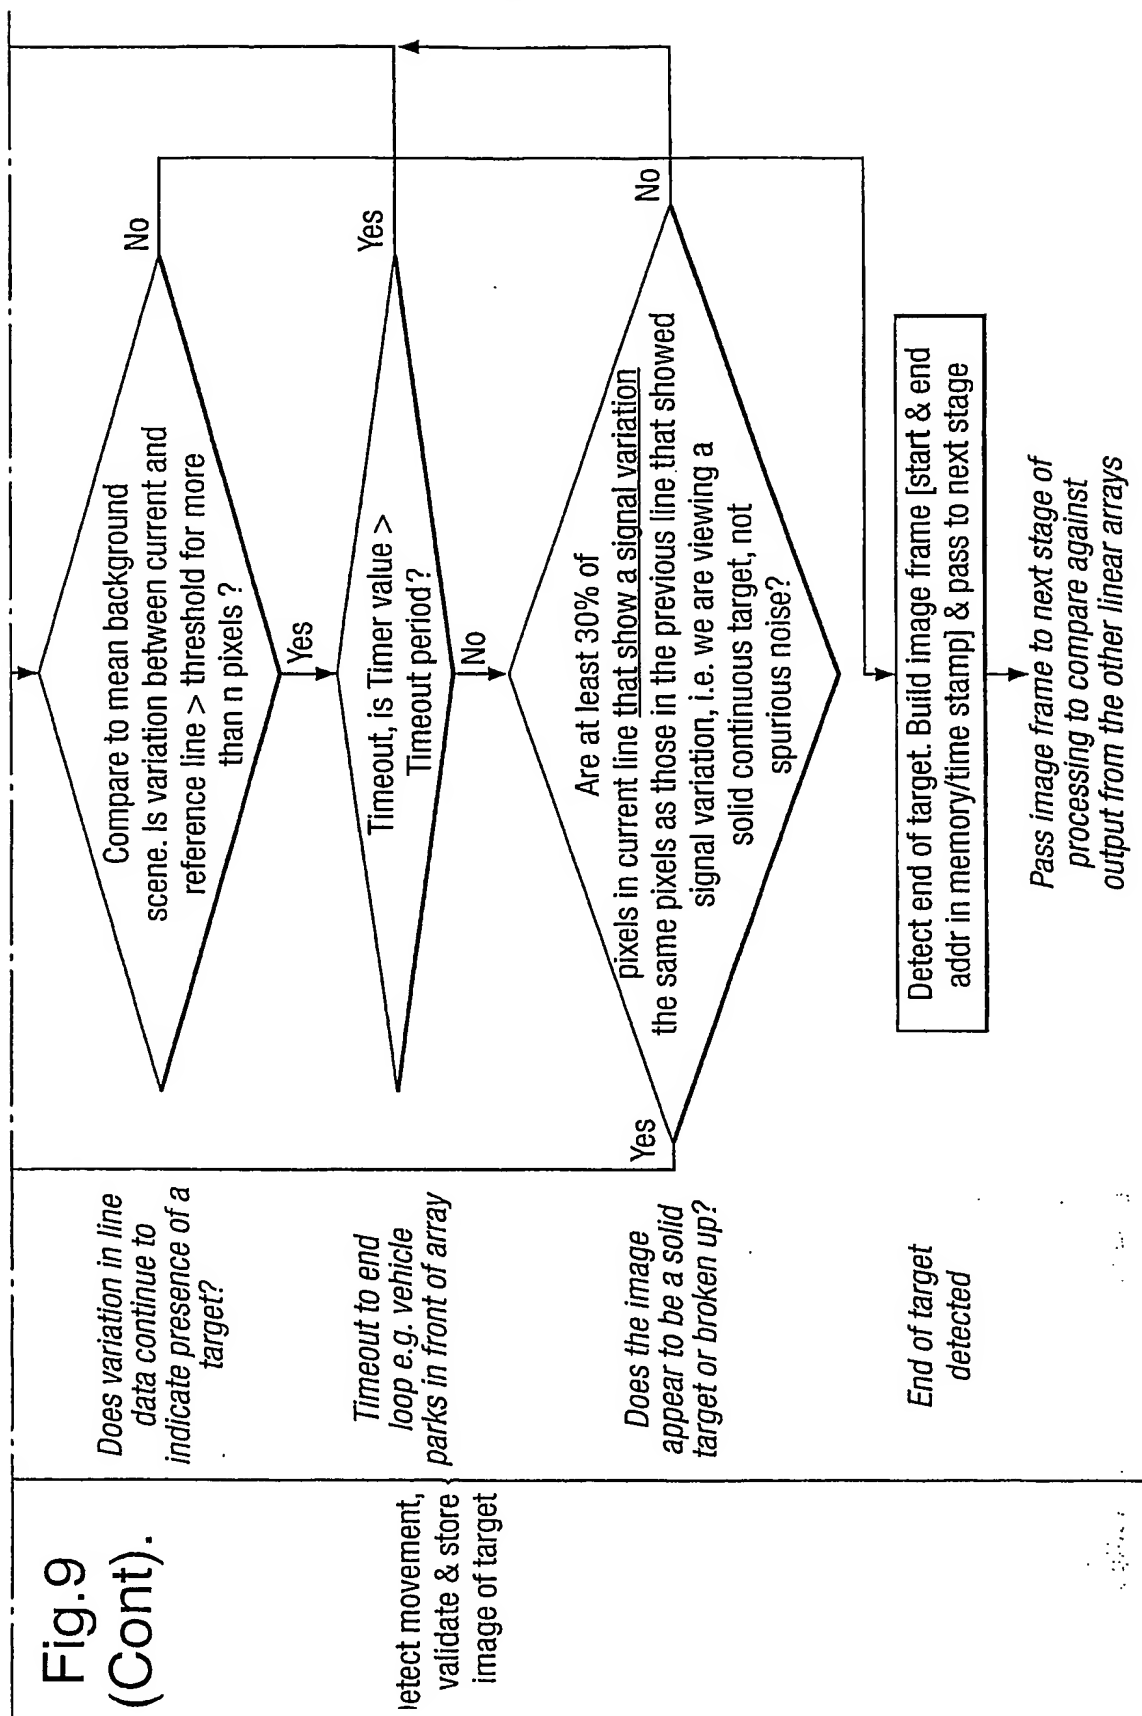 Fig.9
(Cont).
Detect movement,
validate & store
image of target
Does variation in line
data continue to
indicate presence of a
target?
Compare to mean background
scene. Is variation between current and
reference line > threshold for more
than n pixels ?
No
Yes
Timeout to end
loop e.g. vehicle
parks in front of array
Timeout, is Timer value >
Timeout period?
Yes
No
Does the image
appear to be a solid
target or broken up?
Yes
Are at least 30% of
pixels in current line that show a signal variation
the same pixels as those in the previous line that showed
signal variation, i.e. we are viewing a
solid continuous target, not
spurious noise?
No
End of target
detected
Detect end of target. Build image frame [start & end
addr in memory/time stamp] & pass to next stage
Pass image frame to next stage of
processing to compare against
output from the other linear arrays